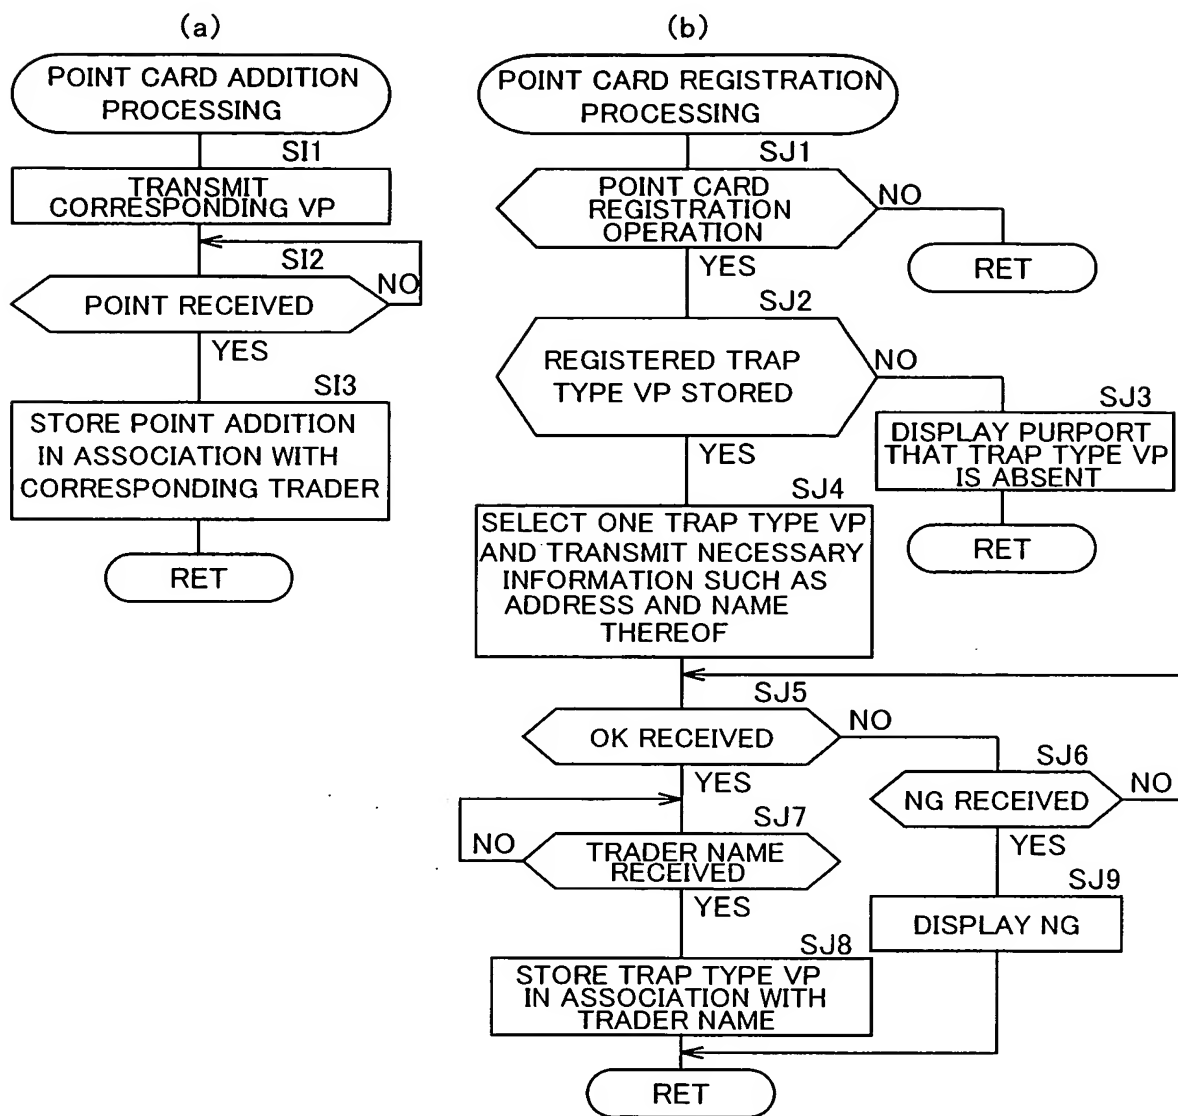 (a)
POINT CARD ADDITION
PROCESSING
SI1
TRANSMIT
CORRESPONDING VP
SI2
NO
POINT RECEIVED
YES
SI3
STORE POINT ADDITION
IN ASSOCIATION WITH
CORRESPONDING TRADER
RET
(b)
POINT CARD REGISTRATION
PROCESSING
SJ1
POINT CARD
REGISTRATION
OPERATION
NO
RET
YES
SJ2
REGISTERED TRAP
TYPE VP STORED
NO
SJ3
DISPLAY PURPORT
THAT TRAP TYPE VP
IS ABSENT
RET
YES
SJ4
SELECT ONE TRAP TYPE VP
AND TRANSMIT NECESSARY
INFORMATION SUCH AS
ADDRESS AND NAME
THEREOF
SJ5
OK RECEIVED
NO
SJ6
NG RECEIVED
NO
YES
YES
SJ7
NO
TRADER NAME
RECEIVED
SJ9
DISPLAY NG
YES
SJ8
STORE TRAP TYPE VP
IN ASSOCIATION WITH
TRADER NAME
RET